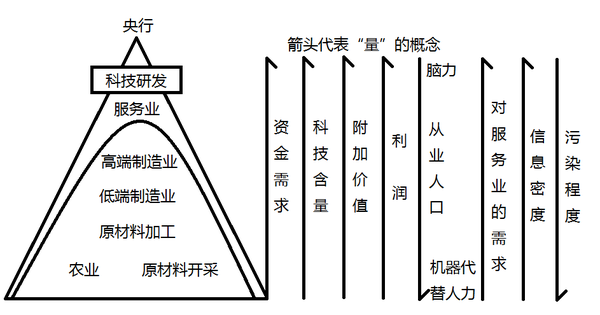 央行
箭头代表“量”的概念
科技研发
服务业
高端制造业
低端制造业
原材料加工
农业 原材料开采
资金需求
科技含量
附加价值
利润
脑力
从业人口
机器代
替人力
对服务业的需求
信息密度
污染程度